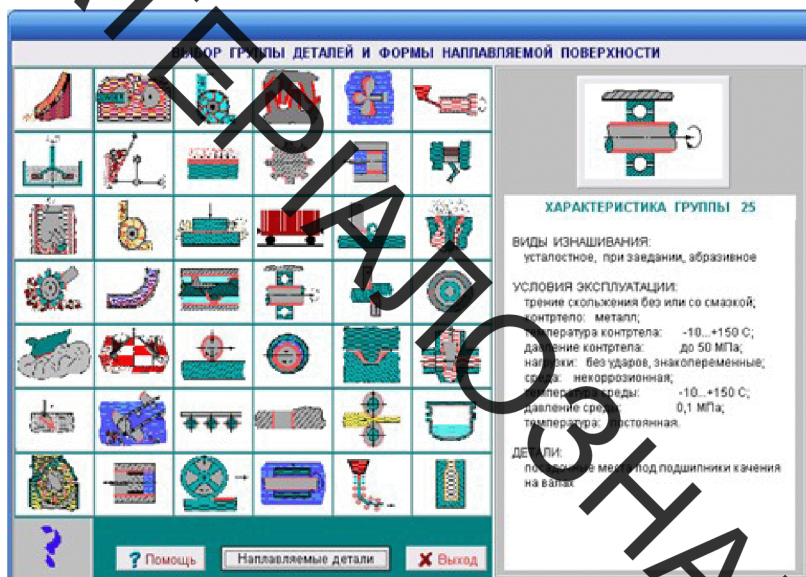 ВЫБОР ГРУППЫ ДЕТАЛЕЙ И ФОРМЫ НАПЛАВЛЯЕМОЙ ПОВЕРХНОСТИ
ХАРАКТЕРИСТИКА ГРУППЫ 25
ВИДЫ ИЗНАШИВАНИЯ:
усталостное, при заедании, абразивное
УСЛОВИЯ ЭКСПЛУАТАЦИИ:
трение скольжения без или со смазкой;
контртело: металл;
температура контртела: -10...+150 С;
давление контртела: до 50 МПа;
нагрузки: без ударов, знакопеременные;
среда: некоррозионная;
температура среды: -10...+150 С;
давление среды: 0,1 МПа;
температура: постоянная.
ДЕТАЛИ:
посадочные места под подшипники качения
на валах
? Помощь
Наплавляемые детали
Выход
АТЕРІАЛОЗНА